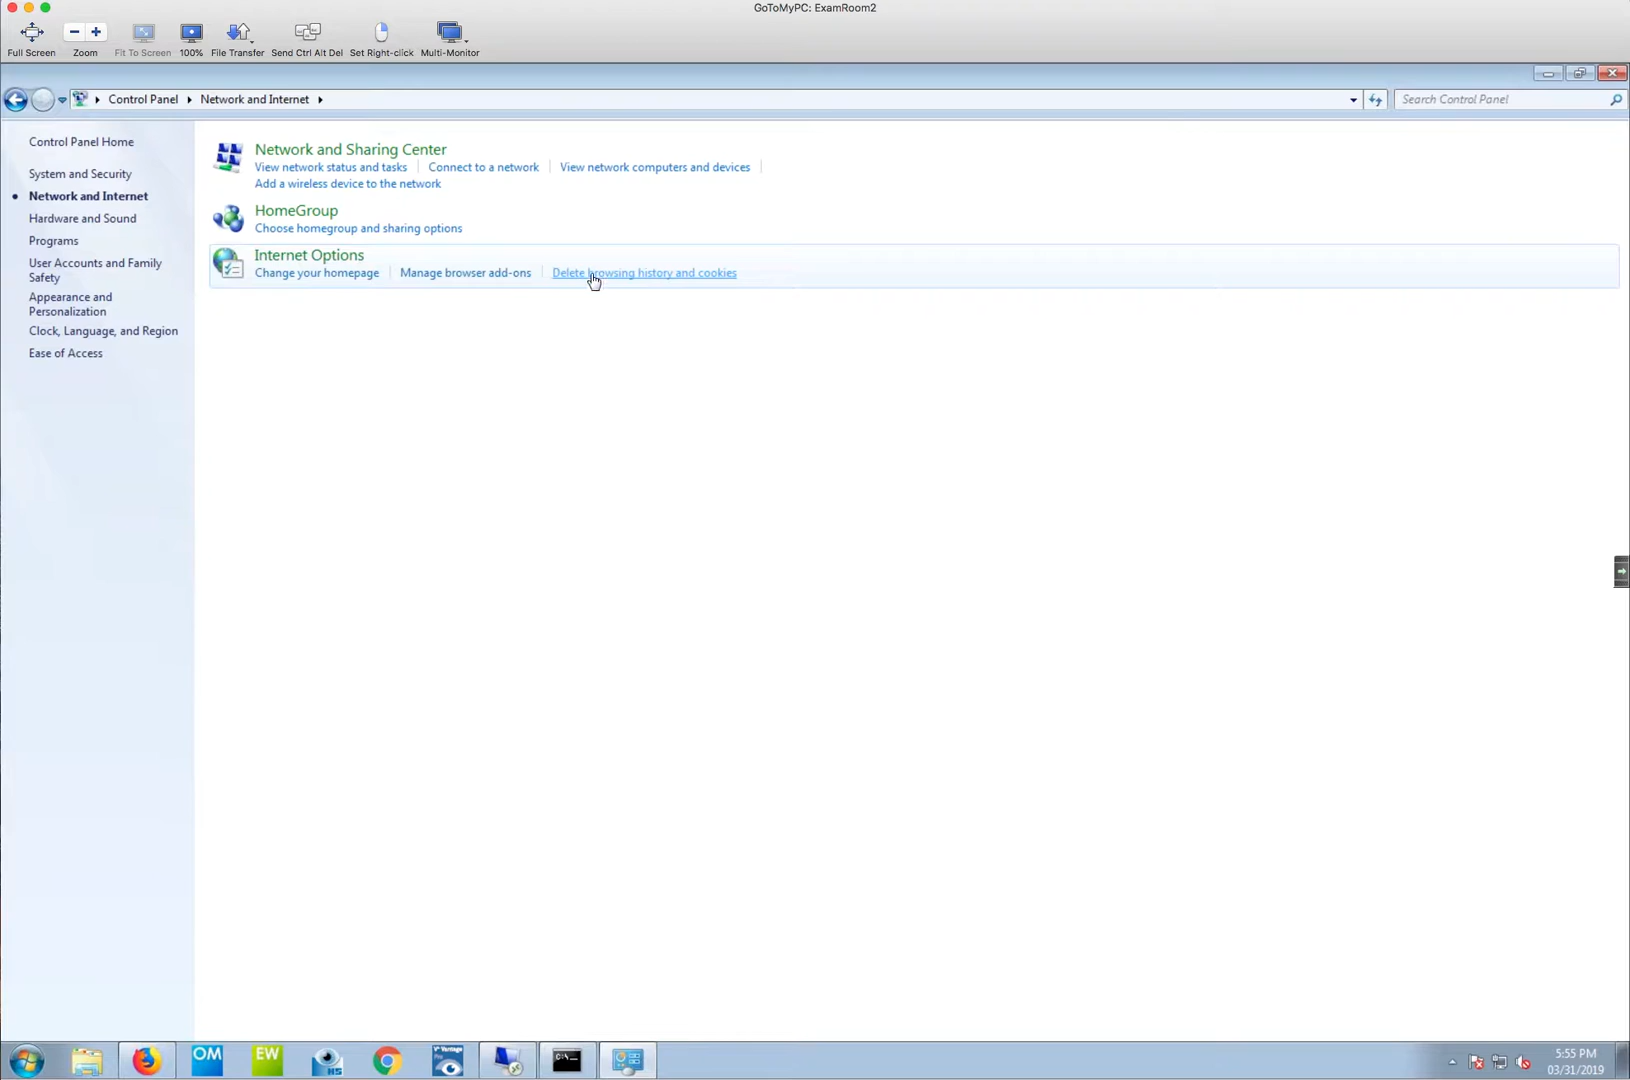 GoToMyPC: ExamRoom2
Full Screen Zoom Fit To Screen 100% File Transfer Send Ctrl Alt Del Set Right-click Multi-Monitor
Control Panel Network and Internet Search Control Panel
Control Panel Home
System and Security
Network and Internet
Hardware and Sound
Programs
User Accounts and Family
Safety
Appearance and
Personalization
Clock, Language, and Region
Ease of Access
Network and Sharing Center
View network status and tasks Connect to a network View network computers and devices
Add a wireless device to the network
HomeGroup
Choose homegroup and sharing options
Internet Options
Change your homepage Manage browser add-ons Delete browsing history and cookies
OM EW HS V+ Vantage Pro C:\
5:55 PM
03/31/2019